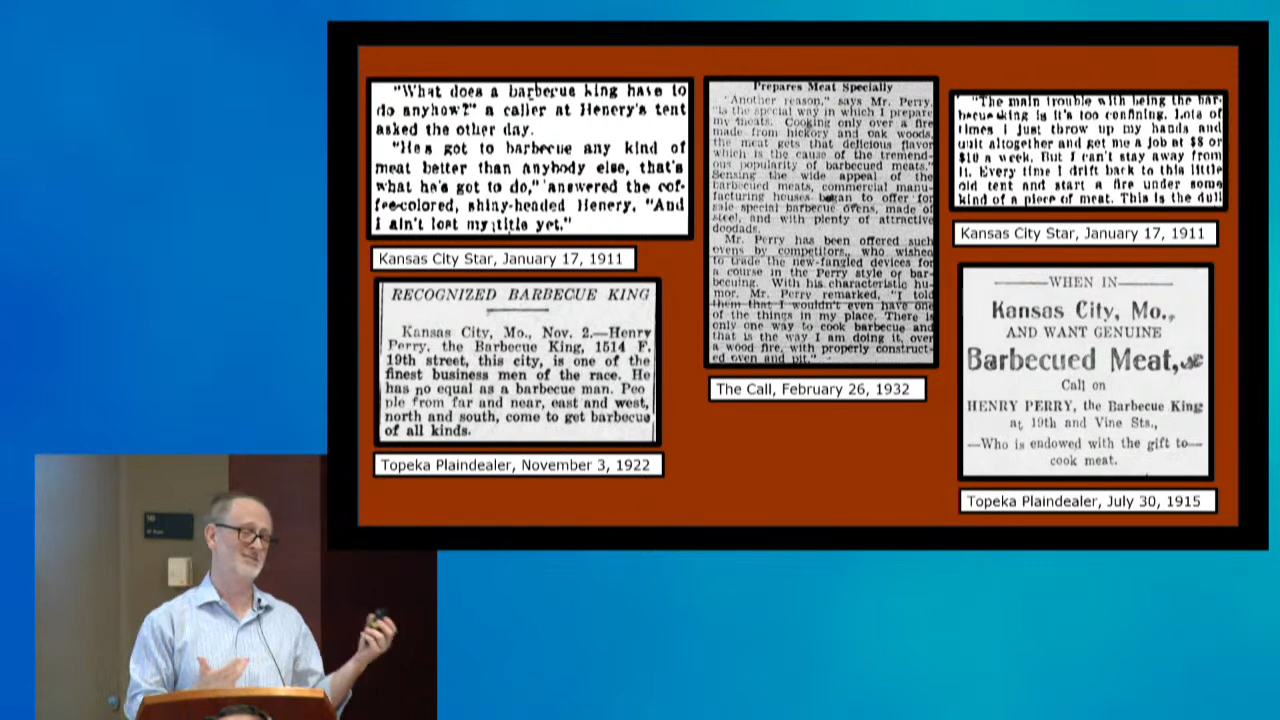 "What does a barbecue king have to
do anyhow?" a caller at Henery's tent
asked the other day.
"Hes got to barbecue any kind of
meat better than anybody else, that's
what he's got to do," answered the cof-
fee-colored, shiny-headed Henery. "And
I ain't lost my title yet."
Kansas City Star, January 17, 1911
RECOGNIZED BARBECUE KING
Kansas City, Mo., Nov. 2.—Henry
Perry, the Barbecue King, 1514 E.
19th street, this city, is one of the
finest business men of the race. He
has no equal as a barbecue man. Peo
ple from far and near, east and west,
north and south, come to get barbecue
of all kinds.
Topeka Plaindealer, November 3, 1922
Prepares Meat Specially
"Another reason," says Mr. Perry,
"is the special way in which I prepare
my meats. Cooking only over a fire
made from hickory and oak woods,
the meat gets that delicious flavor
which is the cause of the tremend-
ous popularity of barbecued meats."
Sensing the wide appeal of the
barbecued meats, commercial manu-
facturing houses began to offer for
sale special barbecue ovens, made of
steel, and with plenty of attractive
doodads.
Mr. Perry has been offered such
ovens by competitors, who wished
to trade the new-fangled devices for
a course in the Perry style of bar-
becuing. With his characteristic hu-
mor, Mr. Perry remarked, "I told
them that I wouldn't even have one
of the things in my place. There is
only one way to cook barbecue and
that is the way I am doing it, over
a wood fire, with properly construct-
ed oven and pit."
The Call, February 26, 1932
"The main trouble with being the bar-
becue king is it's too confining. Lots of
times I just throw up my hands and
quit altogether and get me a job at $8 or
$10 a week. But I can't stay away from
it. Every time I drift back to this little
old tent and start a fire under some
kind of a piece of meat. This is the dull
Kansas City Star, January 17, 1911
WHEN IN
Kansas City, Mo.,
AND WANT GENUINE
Barbecued Meat,
Call on
HENRY PERRY, the Barbecue King
at 19th and Vine Sts.,
—Who is endowed with the gift to—
cook meat.
Topeka Plaindealer, July 30, 1915